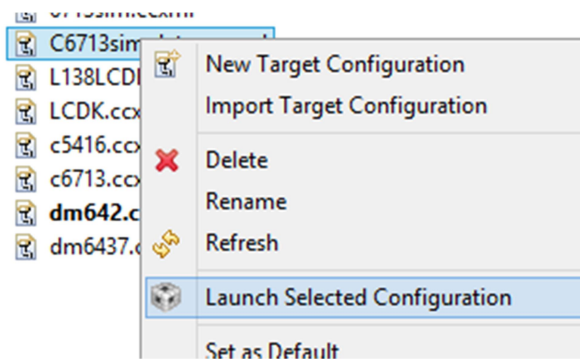 C6713sim
New Target Configuration
L138LCD
Import Target Configuration
LCDK.ccx
c5416.ccx
Delete
c6713.ccx
Rename
dm642.c
Refresh
dm6437.c
Launch Selected Configuration
Set as Default